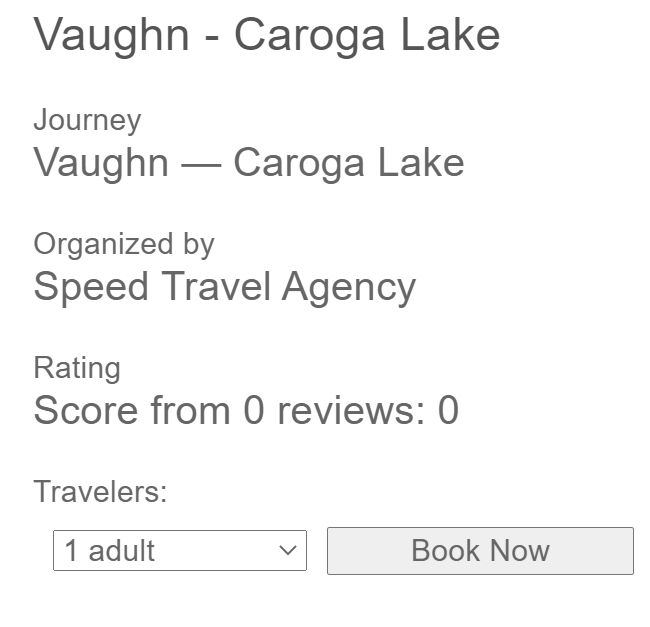 Vaughn - Caroga Lake
Journey
Vaughn — Caroga Lake
Organized by
Speed Travel Agency
Rating
Score from 0 reviews: 0
Travelers:
1 adult
Book Now